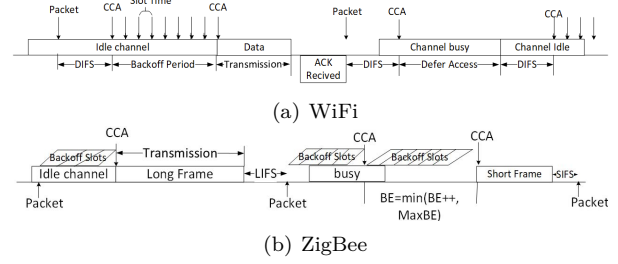 Slot Time
Packet CCA CCA Packet CCA CCA
Idle channel Data Channel busy Channel Idle
DIFS Backoff Period Transmission ACK Recived DIFS Defer Access DIFS
(a) WiFi
CCA Transmission CCA CCA
Backoff Slots Backoff Slots Backoff Slots
Idle channel Long Frame LIFS busy Short Frame SIFS
Packet Packet BE=min(BE++, MaxBE) Packet
(b) ZigBee